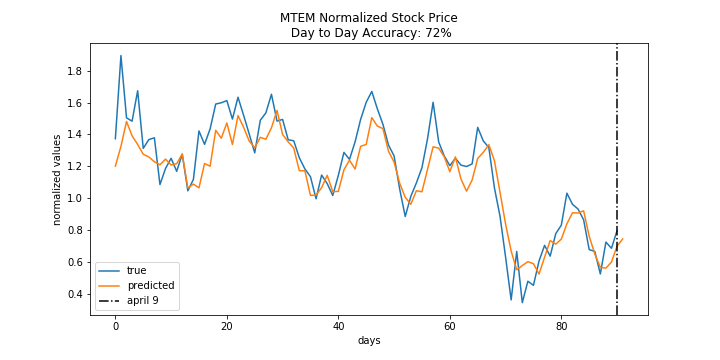 MTEM Normalized Stock Price
Day to Day Accuracy: 72%
normalized values
1.8
1.6
1.4
1.2
1.0
0.8
0.6
0.4
true
predicted
april 9
0 20 40 60 80
days